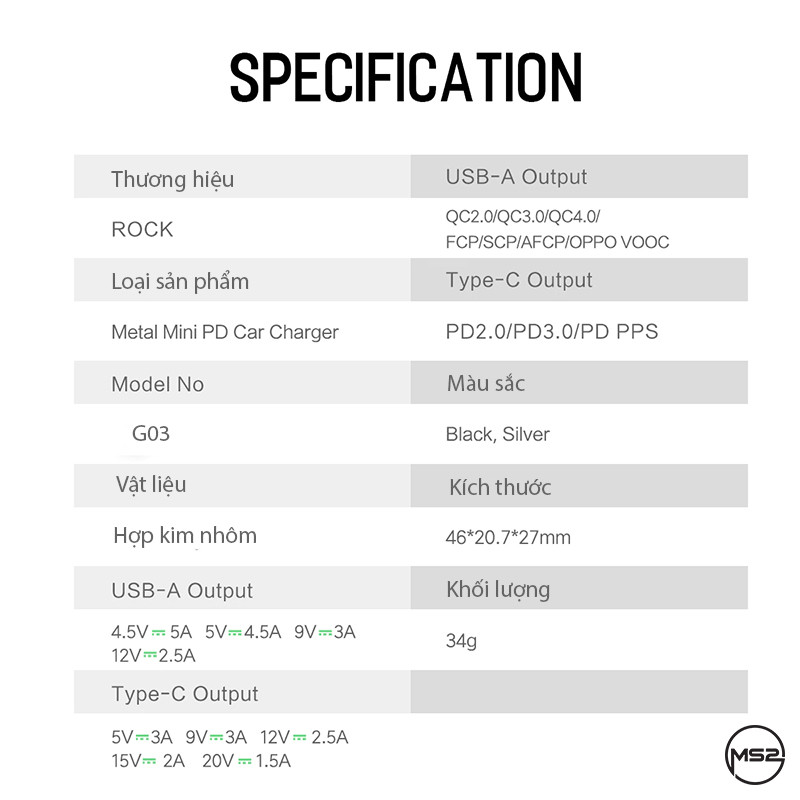 SPECIFICATION
Thương hiệu
USB-A Output
ROCK
QC2.0/QC3.0/QC4.0/
FCP/SCP/AFCP/OPPO VOOC
Loại sản phẩm
Type-C Output
Metal Mini PD Car Charger
PD2.0/PD3.0/PD PPS
Model No
Màu sắc
G03
Black, Silver
Vật liệu
Kích thước
Hợp kim nhôm
46*20.7*27mm
USB-A Output
Khối lượng
4.5V⎓5A 5V⎓4.5A 9V⎓3A
12V⎓2.5A
34g
Type-C Output
5V⎓3A 9V⎓3A 12V⎓2.5A
15V⎓2A 20V⎓1.5A
MS2